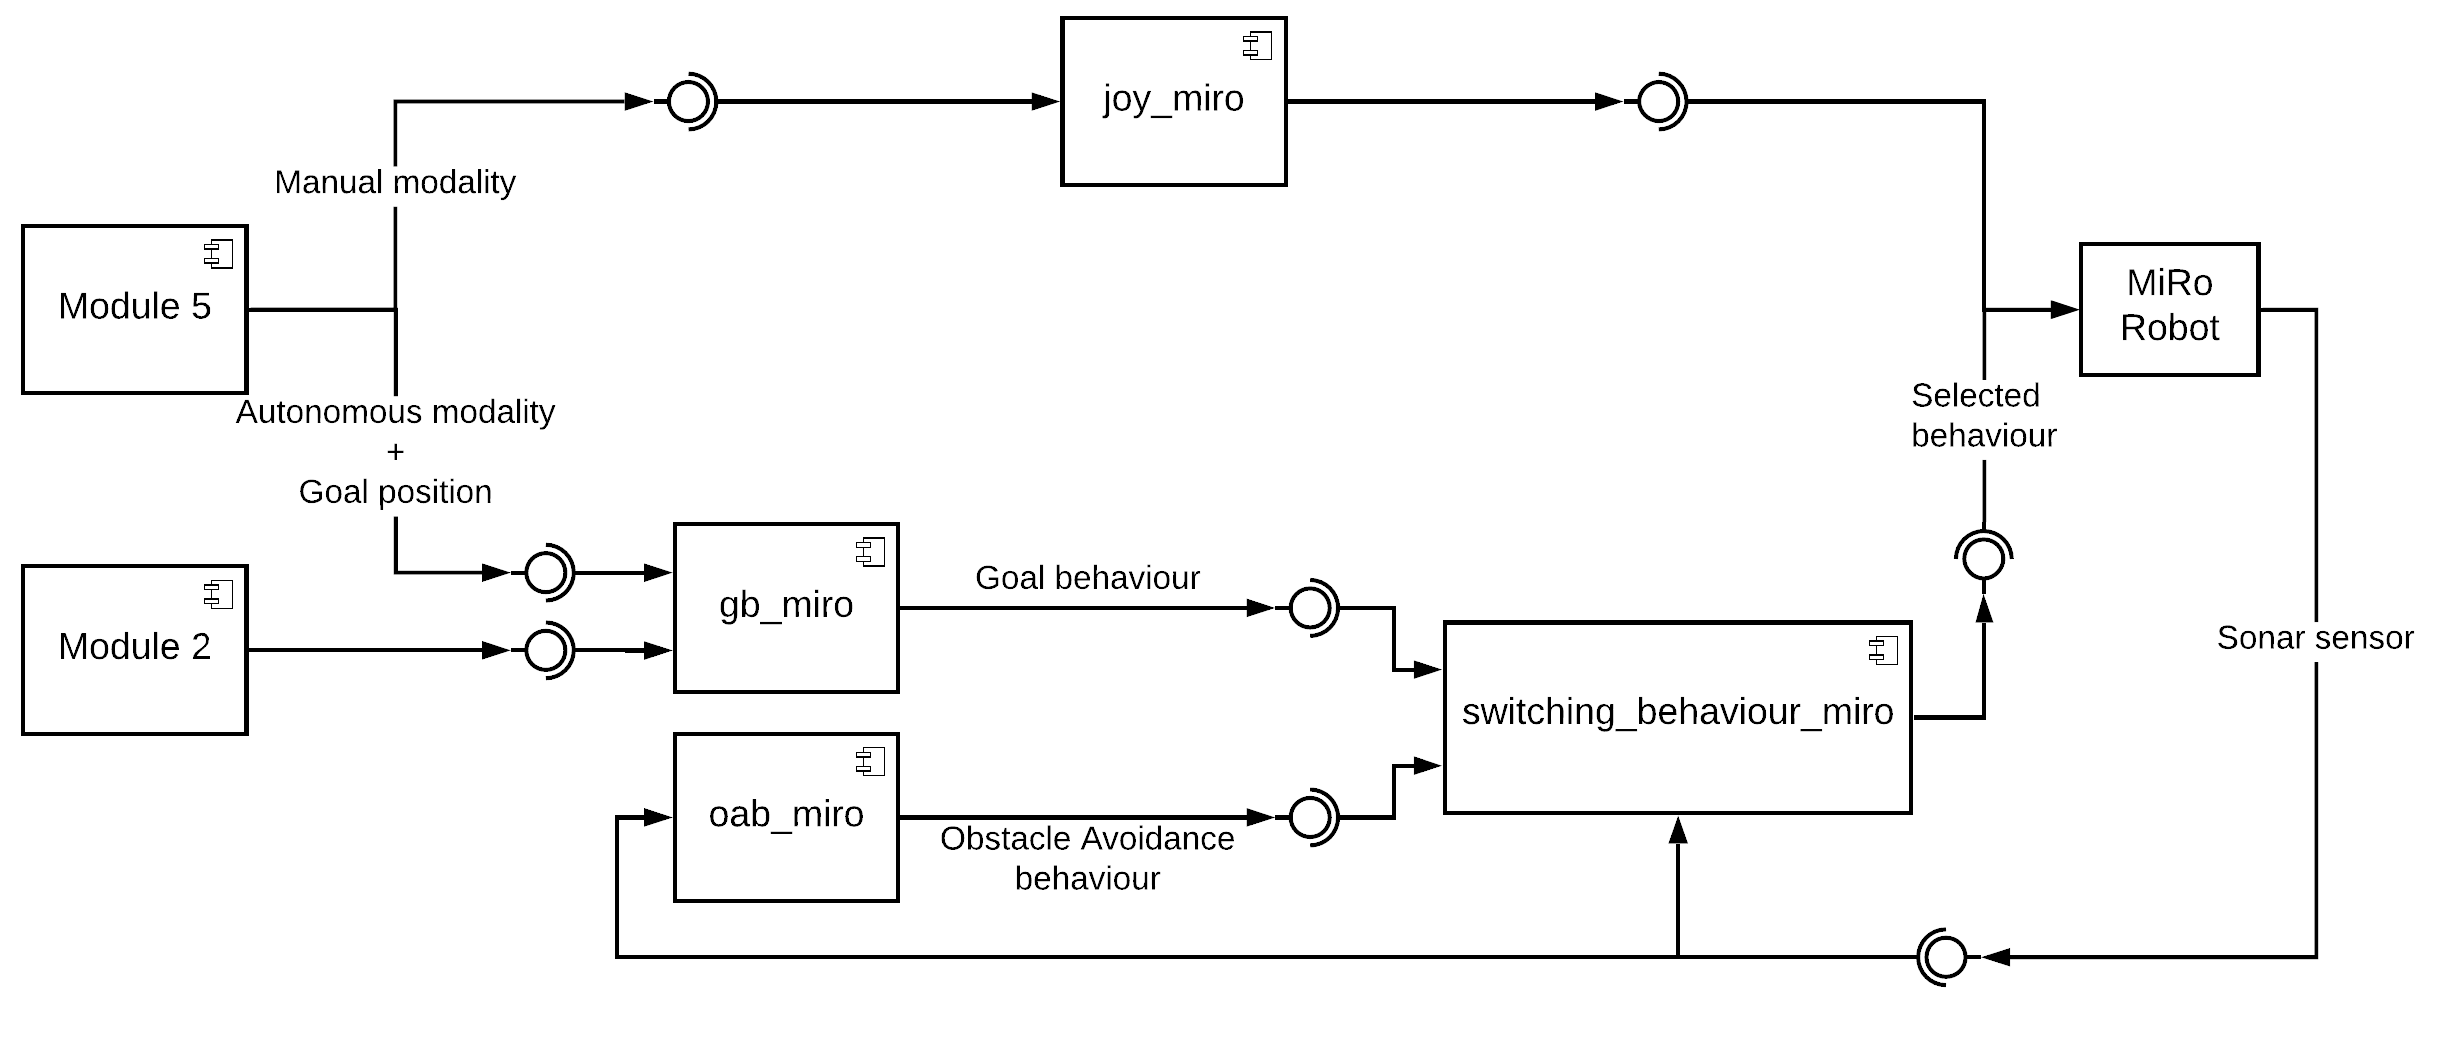 joy_miro
Manual modality
Module 5
MiRo
Robot
Autonomous modality
+
Goal position
Selected
behaviour
gb_miro
Goal behaviour
Module 2
Sonar sensor
switching_behaviour_miro
oab_miro
Obstacle Avoidance
behaviour